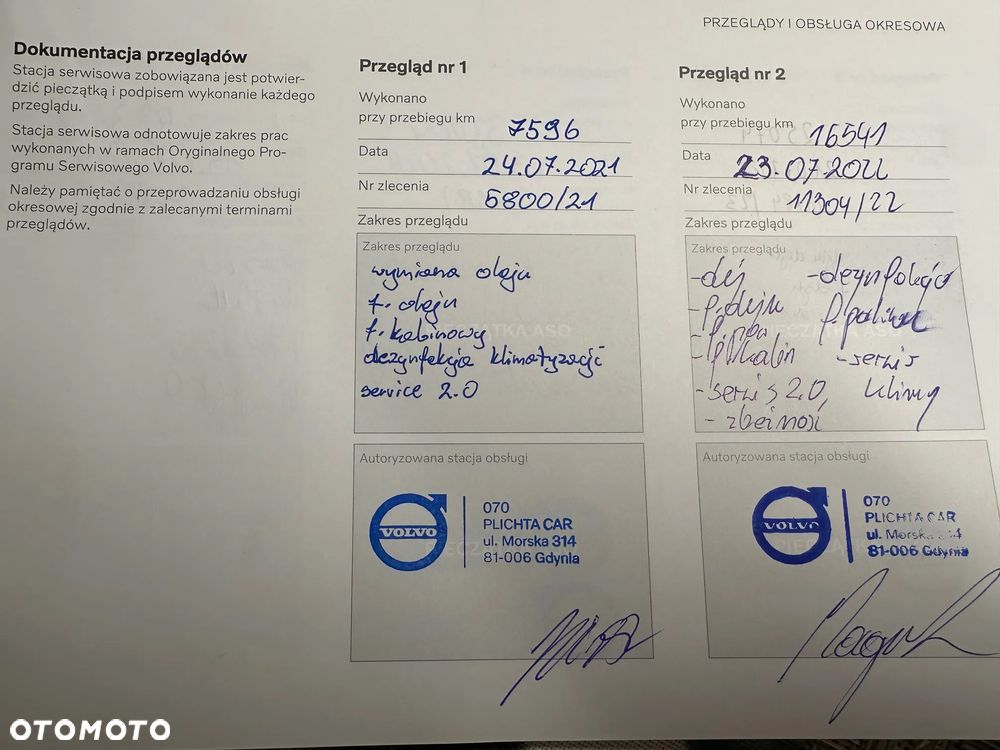 PRZEGLĄDY I OBSŁUGA OKRESOWA
Dokumentacja przeglądów
Stacja serwisowa zobowiązana jest potwier-
dzić pieczątką i podpisem wykonanie każdego
przeglądu.
Stacja serwisowa odnotowuje zakres prac
wykonanych w ramach Oryginalnego Pro-
gramu Serwisowego Volvo.
Należy pamiętać o przeprowadzaniu obsługi
okresowej zgodnie z zalecanymi terminami
przeglądów.
Przegląd nr 1
Wykonano
przy przebiegu km 7596
Data 24.07.2021
Nr zlecenia 6800/21
Zakres przeglądu
Zakres przeglądu
wymiana oleju
f. oleju
f. kabinowy
dezynfekcja klimatyzacji
service 2.0
Autoryzowana stacja obsługi
VOLVO
070
PLICHTA CAR
ul. Morska 314
81-006 Gdynia
Przegląd nr 2
Wykonano
przy przebiegu km 16541
Data 23.07.2022
Nr zlecenia 11304/22
Zakres przeglądu
Zakres przeglądu
-olej
-dezynfekcja
-f. oleju
f paliwa
-f. kabin
-serwis
klimy
-serwis 2.0,
Autoryzowana stacja obsługi
VOLVO
070
PLICHTA CAR
ul. Morska 314
81-006 Gdynia
OTOMOTO